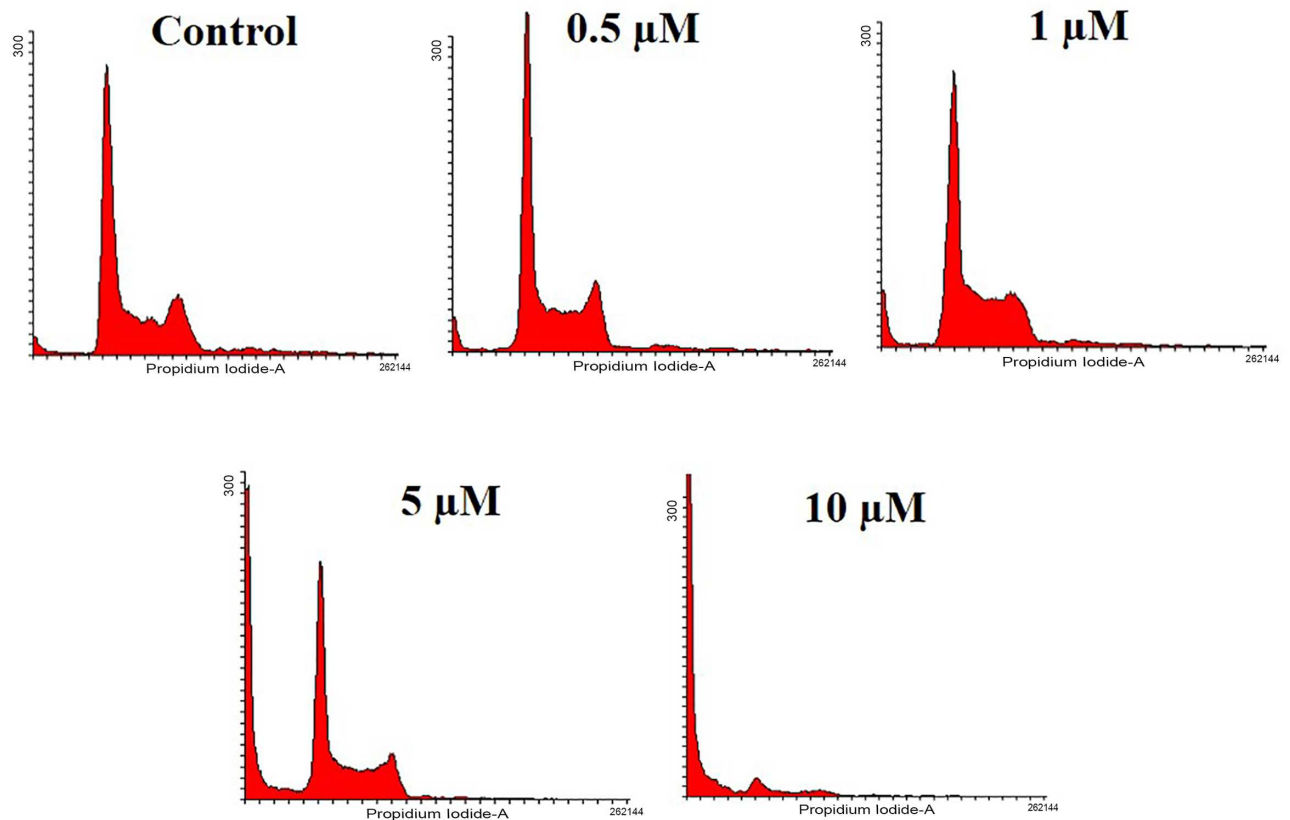 Control
300
Propidium Iodide-A
262144
0.5 µM
300
Propidium Iodide-A
262144
1 µM
300
Propidium Iodide-A
262144
5 µM
300
Propidium Iodide-A
262144
10 µM
300
Propidium Iodide-A
262144